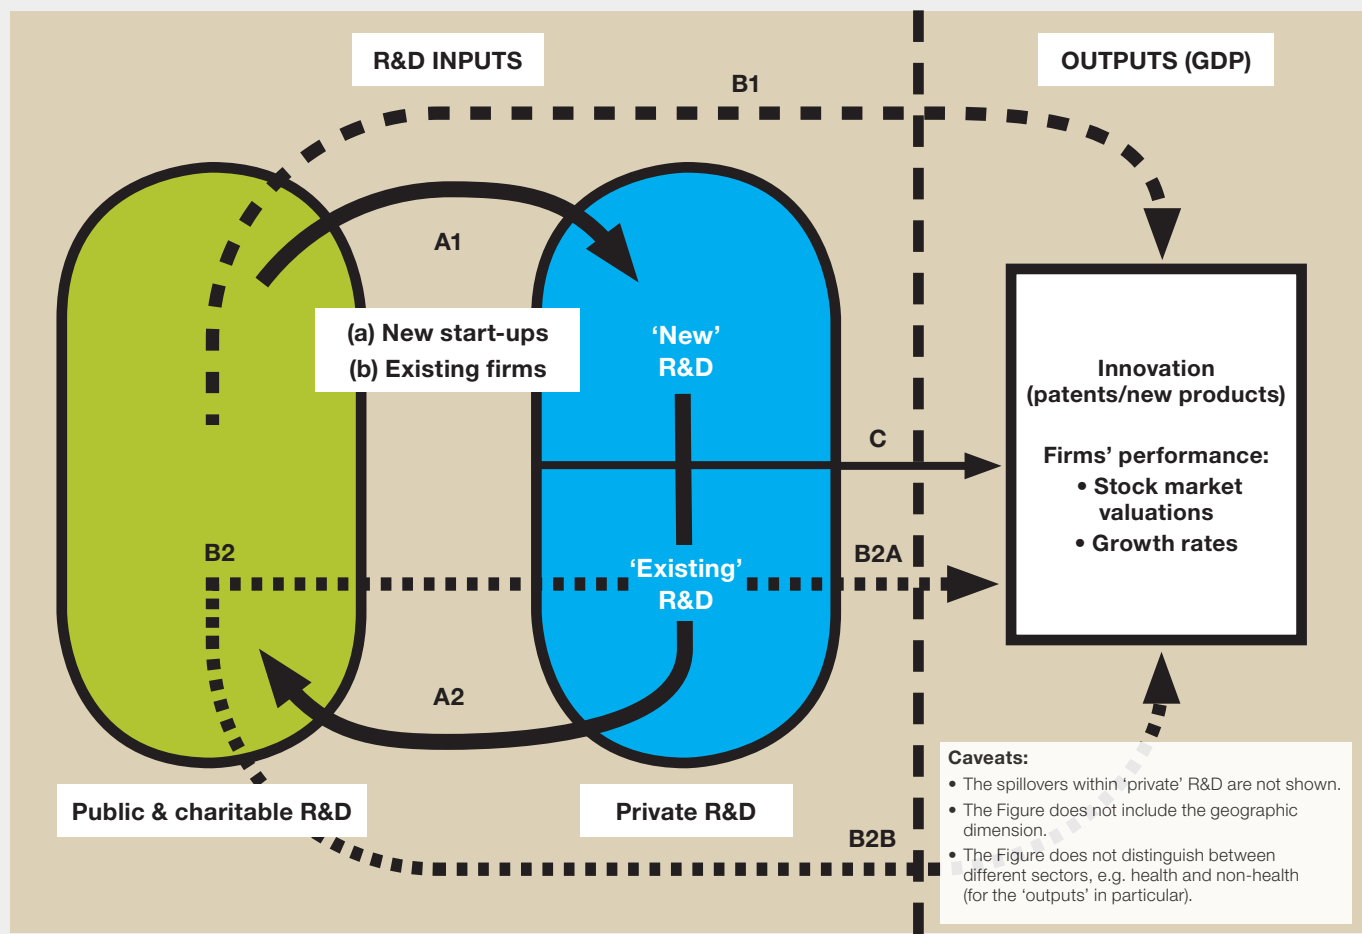 R&D INPUTS
OUTPUTS (GDP)
B1
A1
(a) New start-ups
(b) Existing firms
‘New’
R&D
C
Innovation
(patents/new products)
Firms’ performance:
• Stock market
valuations
• Growth rates
B2
B2A
‘Existing’
R&D
A2
Public & charitable R&D
Private R&D
B2B
Caveats:
• The spillovers within ‘private’ R&D are not shown.
• The Figure does not include the geographic
dimension.
• The Figure does not distinguish between
different sectors, e.g. health and non-health
(for the ‘outputs’ in particular).